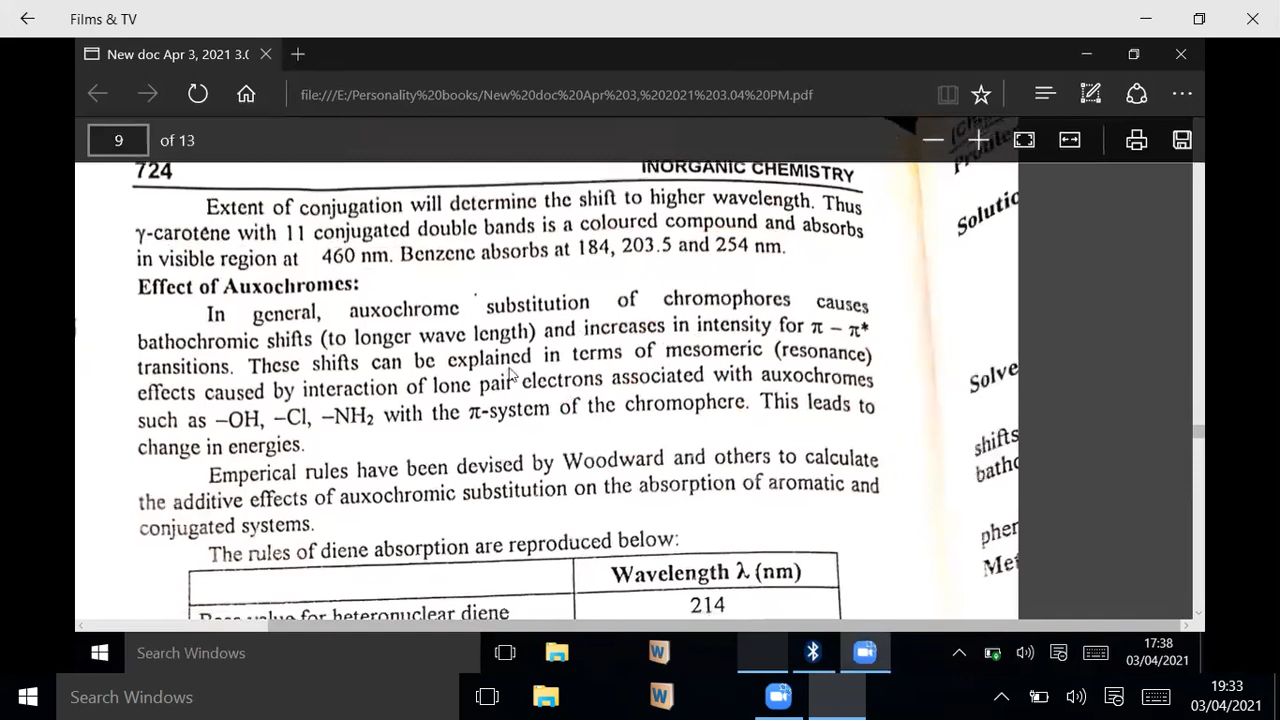 Films & TV
New doc Apr 3, 2021 3.0
file:///E:/Personality%20books/New%20doc%20Apr%203,%202021%203.04%20PM.pdf
9 of 13
724 INORGANIC CHEMISTRY
Extent of conjugation will determine the shift to higher wavelength. Thus
γ-carotene with 11 conjugated double bands is a coloured compound and absorbs
in visible region at 460 nm. Benzene absorbs at 184, 203.5 and 254 nm.
Effect of Auxochromes:
In general, auxochrome substitution of chromophores causes
bathochromic shifts (to longer wave length) and increases in intensity for π – π*
transitions. These shifts can be explained in terms of mesomeric (resonance)
effects caused by interaction of lone pair electrons associated with auxochromes
such as –OH, –Cl, –NH₂ with the π-system of the chromophere. This leads to
change in energies.
Emperical rules have been devised by Woodward and others to calculate
the additive effects of auxochromic substitution on the absorption of aromatic and
conjugated systems.
The rules of diene absorption are reproduced below:
Wavelength λ (nm)
Base value for heteronuclear diene 214
Solutio
Solve
shifts
batho
phen
Met
Search Windows
17:38
03/04/2021
Search Windows
19:33
03/04/2021